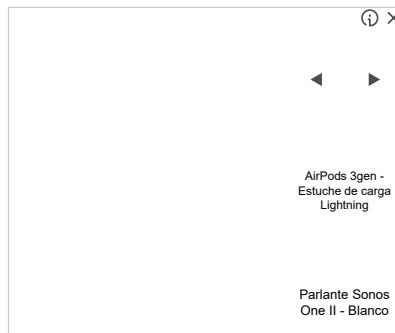 AirPods 3gen -
Estuche de carga
Lightning
Parlante Sonos
One II - Blanco